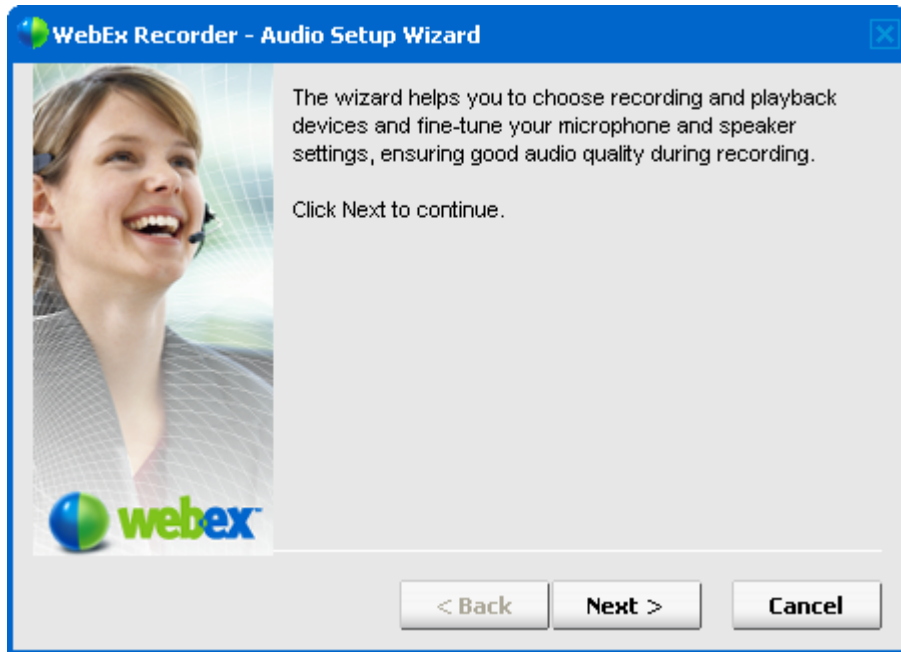 WebEx Recorder - Audio Setup Wizard
The wizard helps you to choose recording and playback
devices and fine-tune your microphone and speaker
settings, ensuring good audio quality during recording.
Click Next to continue.
webex™
< Back
Next >
Cancel